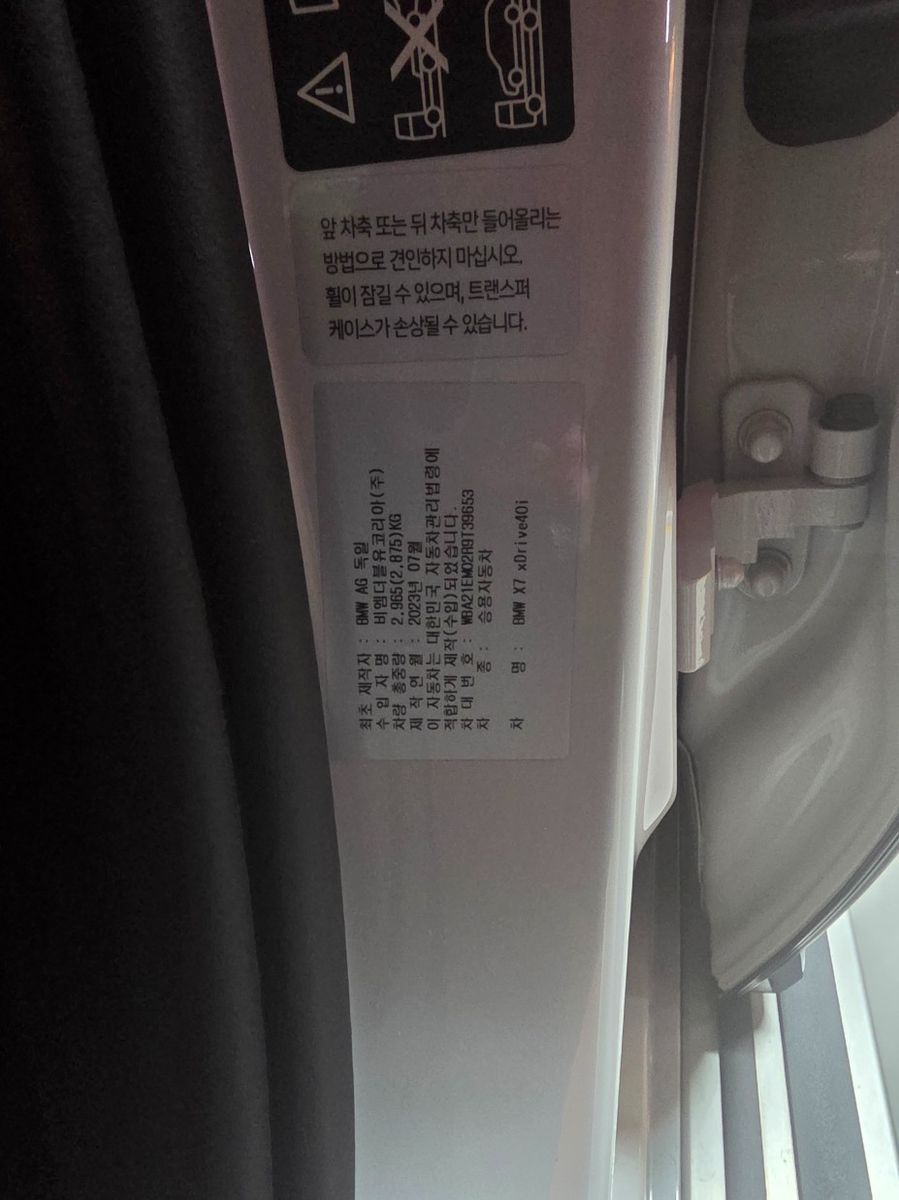 앞 차축 또는 뒤 차축만 들어올리는
방법으로 견인하지 마십시오.
휠이 잠길 수 있으며, 트랜스퍼
케이스가 손상될 수 있습니다.
최초 제작자 : BMW AG 독일
수 입 자 명 : 비엠더블유코리아(주)
차량 총중량 : 2,965(2,875)KG
제 작 연 월 : 2023년 07월
이 자동차는 대한민국 자동차관리법령에
적합하게 제작(수입)되었습니다.
차 대 번 호 : WBA21EM02R9T39653
차 종 : 승용자동차
차 명 : BMW X7 xDrive40i